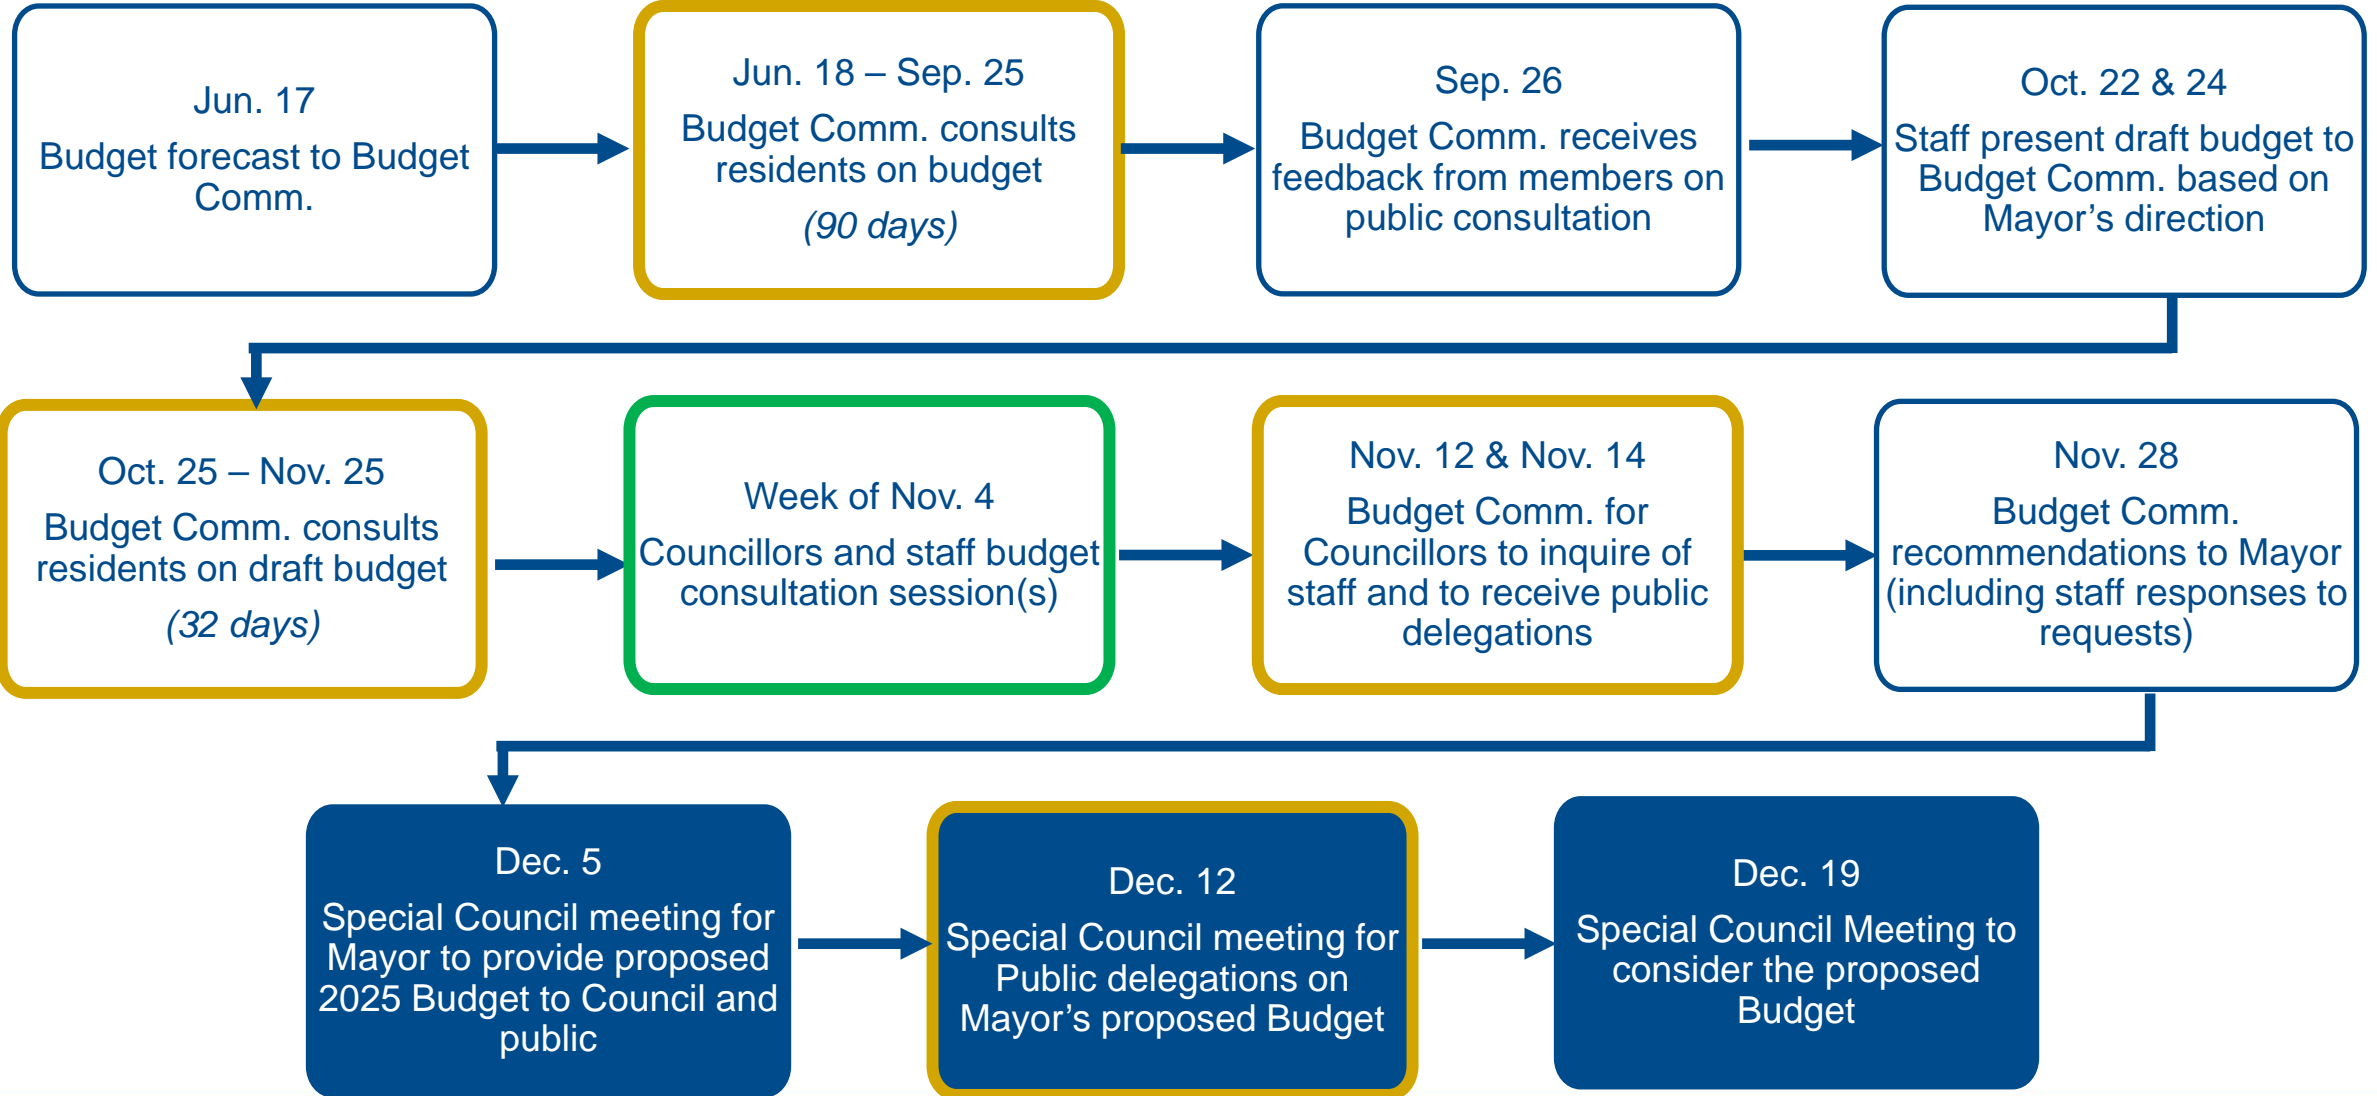 Jun. 17
Budget forecast to Budget
Comm.
Jun. 18 – Sep. 25
Budget Comm. consults
residents on budget
(90 days)
Sep. 26
Budget Comm. receives
feedback from members on
public consultation
Oct. 22 & 24
Staff present draft budget to
Budget Comm. based on
Mayor’s direction
Oct. 25 – Nov. 25
Budget Comm. consults
residents on draft budget
(32 days)
Week of Nov. 4
Councillors and staff budget
consultation session(s)
Nov. 12 & Nov. 14
Budget Comm. for
Councillors to inquire of
staff and to receive public
delegations
Nov. 28
Budget Comm.
recommendations to Mayor
(including staff responses to
requests)
Dec. 5
Special Council meeting for
Mayor to provide proposed
2025 Budget to Council and
public
Dec. 12
Special Council meeting for
Public delegations on
Mayor’s proposed Budget
Dec. 19
Special Council Meeting to
consider the proposed
Budget